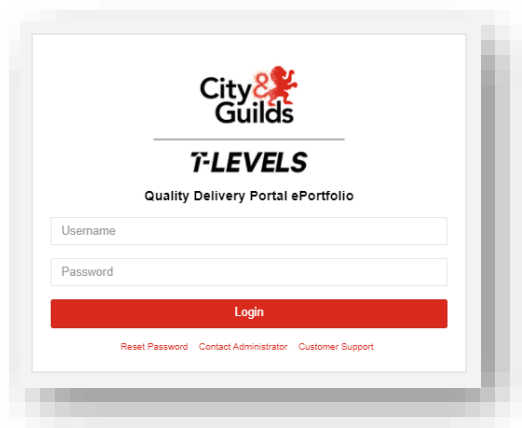 City&
Guilds
T-LEVELS
Quality Delivery Portal ePortfolio
Username
Password
Login
Reset Password Contact Administrator Customer Support